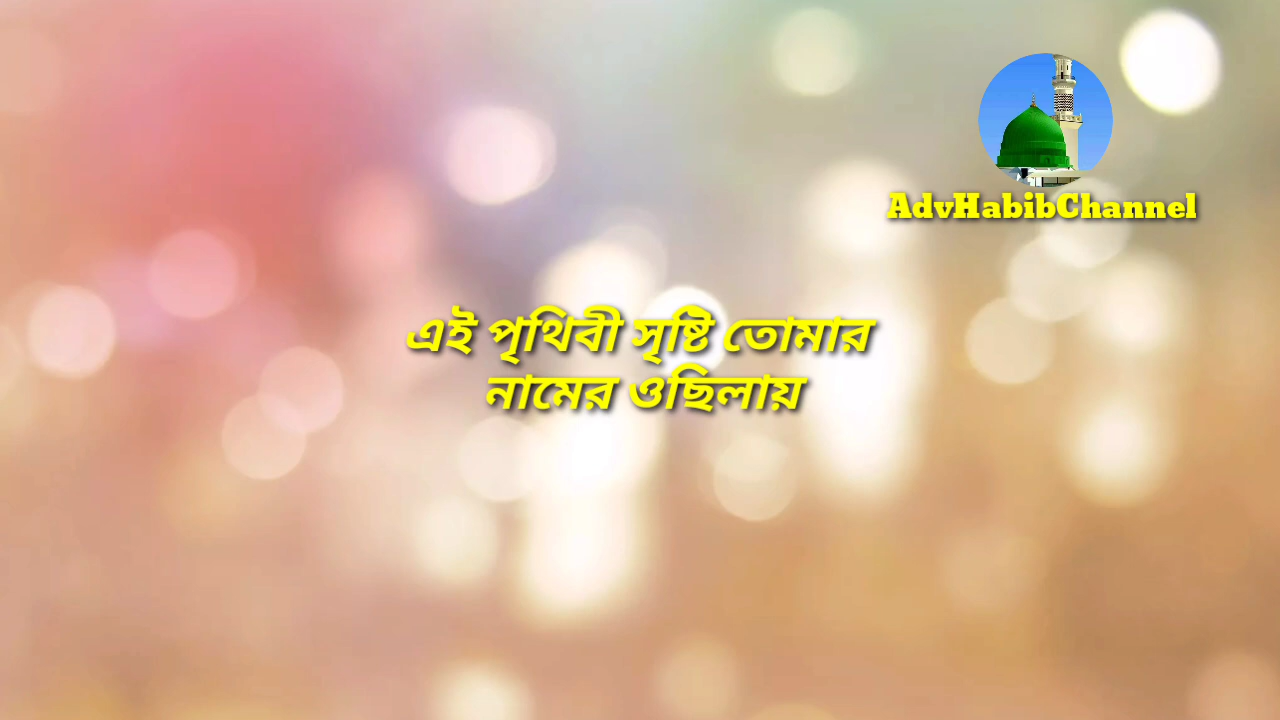 AdvHabibChannel
এই পৃথিবী সৃষ্টি তোমার
নামের ওছিলায়